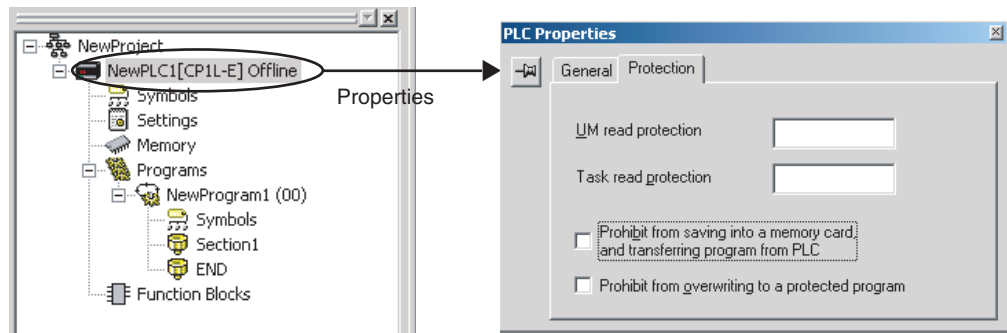 NewProject
NewPLC1[CP1L-E] Offline
Symbols
Settings
Memory
Programs
NewProgram1 (00)
Symbols
Section1
END
Function Blocks
Properties
PLC Properties
General Protection
UM read protection
Task read protection
Prohibit from saving into a memory card,
and transferring program from PLC
Prohibit from overwriting to a protected program